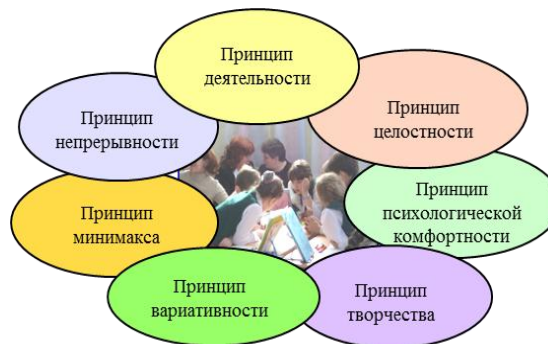 Принцип
деятельности
Принцип
целостности
Принцип
психологической
комфортности
Принцип
творчества
Принцип
вариативности
Принцип
минимакса
Принцип
непрерывности